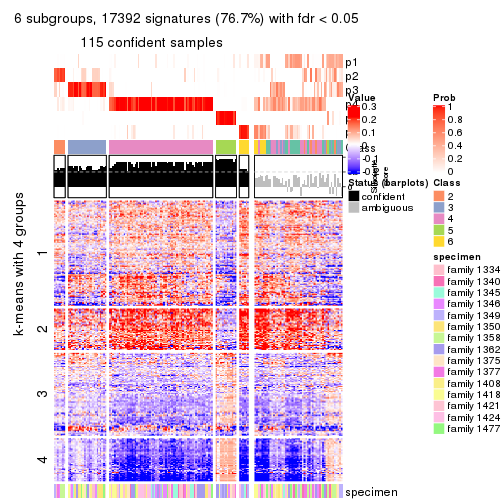 6 subgroups, 17392 signatures (76.7%) with fdr < 0.05
115 confident samples
p1
p2
p3
Value
0.3
0.2
0.1
0
Prob
1
0.8
0.6
0.4
0.2
0
Status (barplots)
confident
ambiguous
Class
2
3
4
5
6
specimen
family 1334
family 1340
family 1345
family 1346
family 1349
family 1350
family 1358
family 1362
family 1375
family 1377
family 1408
family 1418
family 1421
family 1424
family 1477
k-means with 4 groups
1
2
3
4
specimen